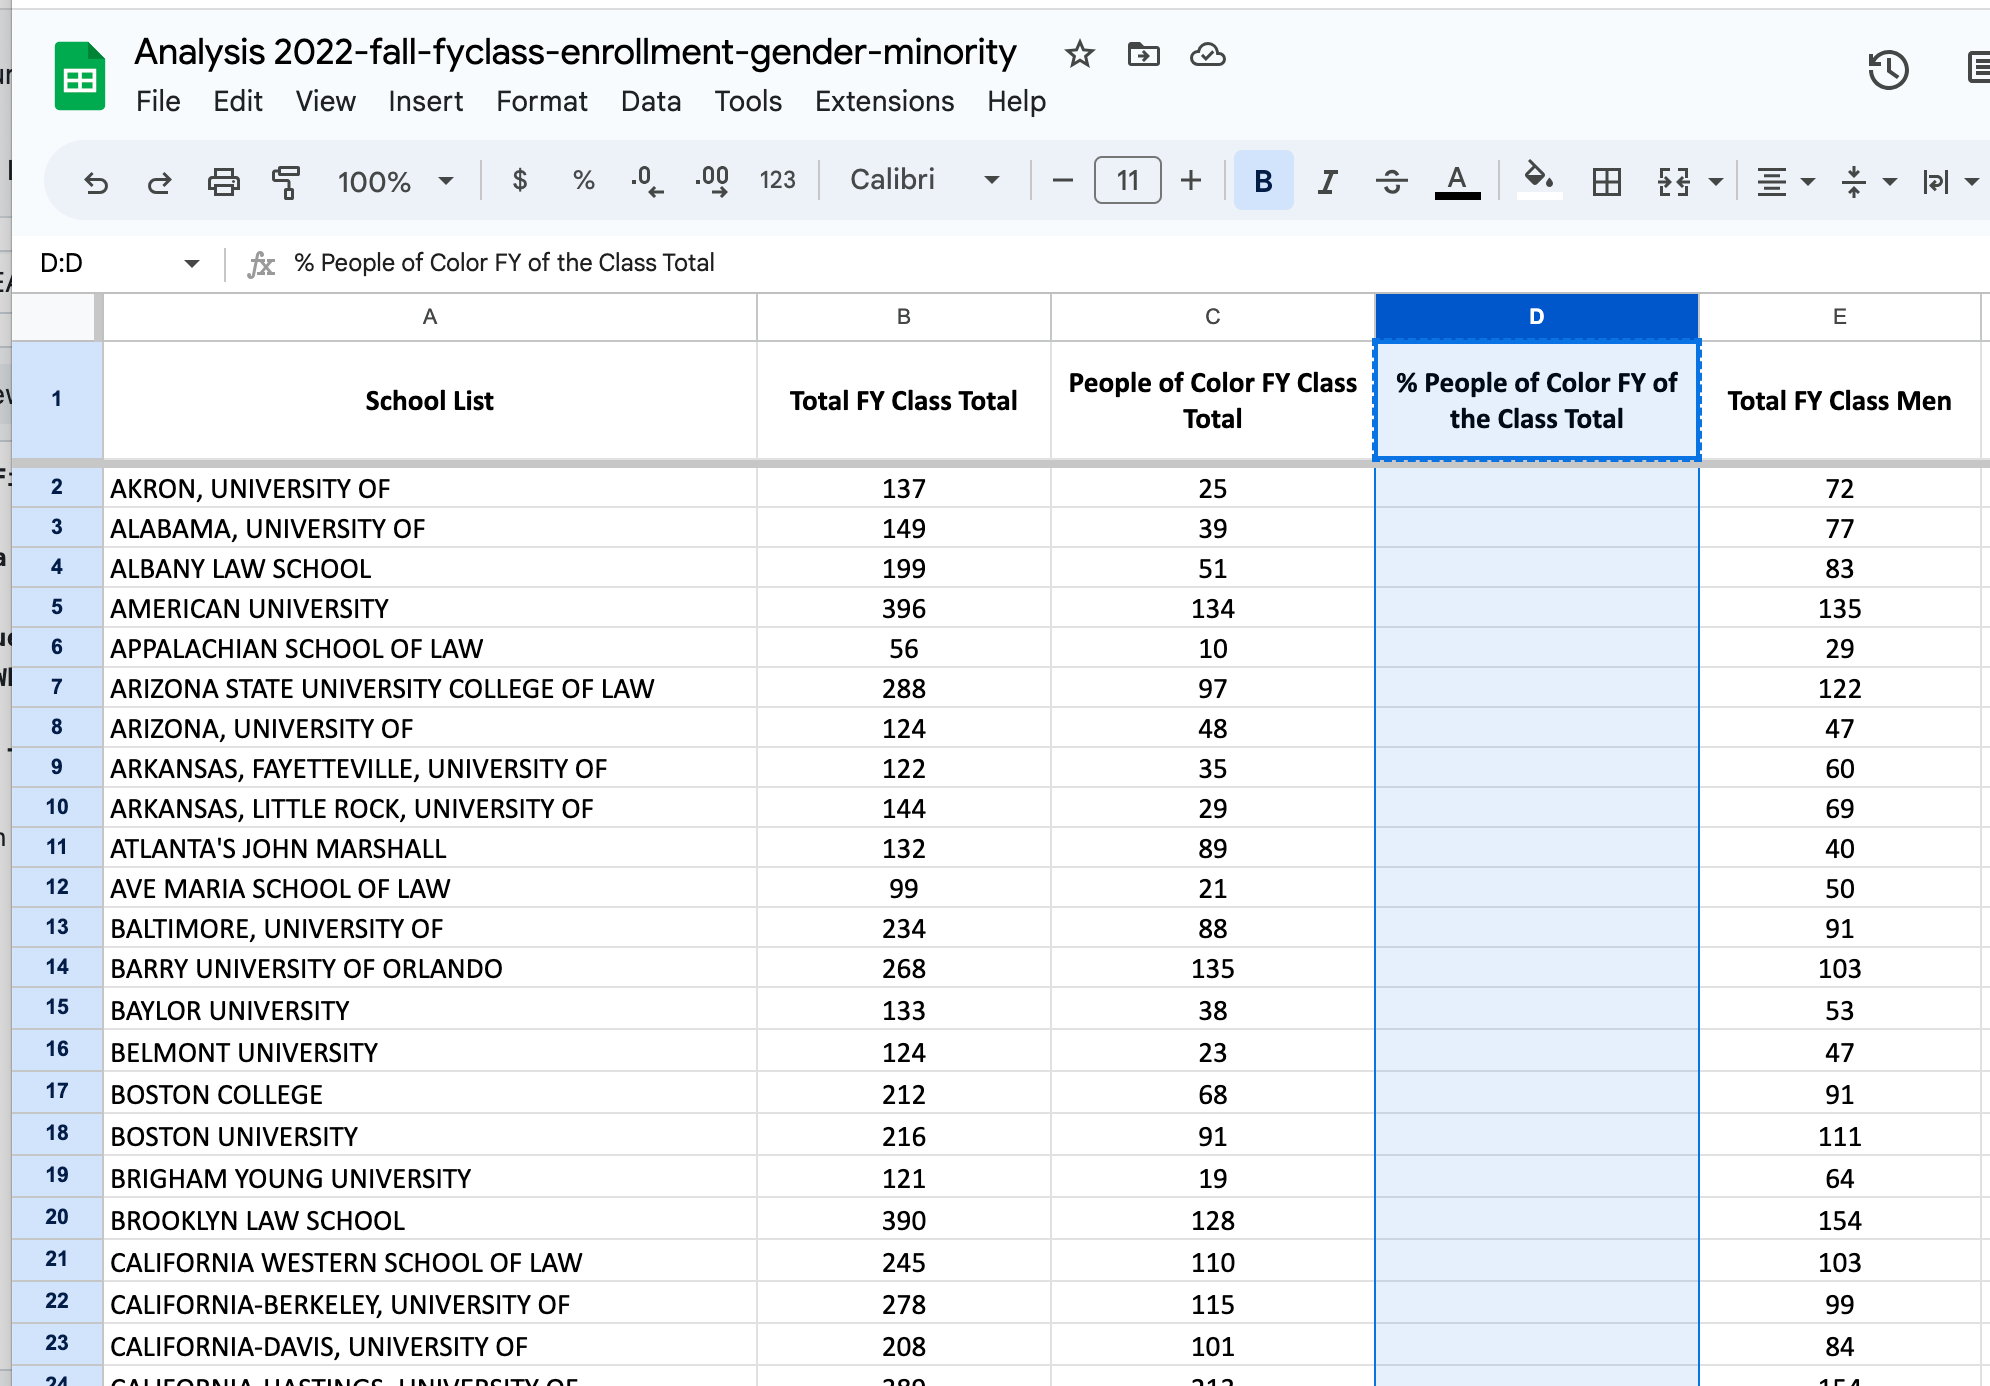 Analysis 2022-fall-fyclass-enrollment-gender-minority
File Edit View Insert Format Data Tools Extensions Help
100% $ % .0 .00 123 Calibri 11 B I S A
D:D fx % People of Color FY of the Class Total
A B C D E
1 School List Total FY Class Total People of Color FY Class Total % People of Color FY of the Class Total Total FY Class Men
2 AKRON, UNIVERSITY OF 137 25 72
3 ALABAMA, UNIVERSITY OF 149 39 77
4 ALBANY LAW SCHOOL 199 51 83
5 AMERICAN UNIVERSITY 396 134 135
6 APPALACHIAN SCHOOL OF LAW 56 10 29
7 ARIZONA STATE UNIVERSITY COLLEGE OF LAW 288 97 122
8 ARIZONA, UNIVERSITY OF 124 48 47
9 ARKANSAS, FAYETTEVILLE, UNIVERSITY OF 122 35 60
10 ARKANSAS, LITTLE ROCK, UNIVERSITY OF 144 29 69
11 ATLANTA'S JOHN MARSHALL 132 89 40
12 AVE MARIA SCHOOL OF LAW 99 21 50
13 BALTIMORE, UNIVERSITY OF 234 88 91
14 BARRY UNIVERSITY OF ORLANDO 268 135 103
15 BAYLOR UNIVERSITY 133 38 53
16 BELMONT UNIVERSITY 124 23 47
17 BOSTON COLLEGE 212 68 91
18 BOSTON UNIVERSITY 216 91 111
19 BRIGHAM YOUNG UNIVERSITY 121 19 64
20 BROOKLYN LAW SCHOOL 390 128 154
21 CALIFORNIA WESTERN SCHOOL OF LAW 245 110 103
22 CALIFORNIA-BERKELEY, UNIVERSITY OF 278 115 99
23 CALIFORNIA-DAVIS, UNIVERSITY OF 208 101 84
24 CALIFORNIA-HASTINGS, UNIVERSITY OF